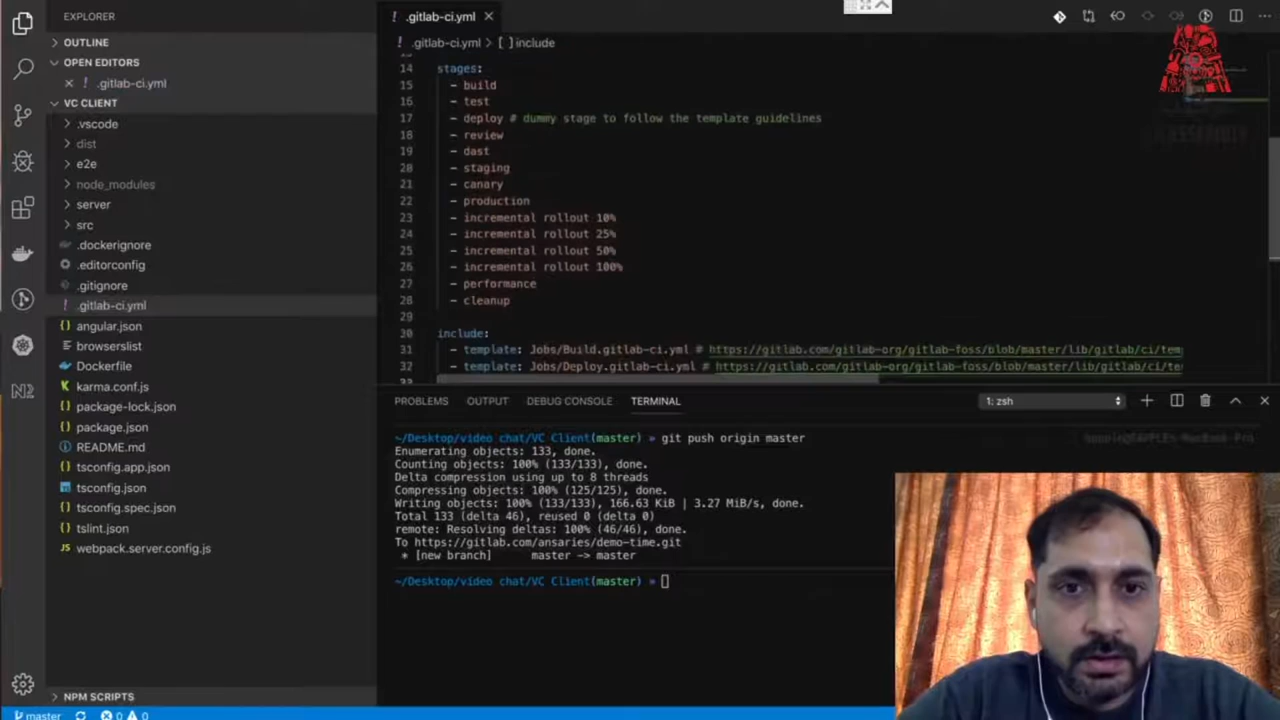 EXPLORER
OUTLINE
OPEN EDITORS
.gitlab-ci.yml
VC CLIENT
.vscode
dist
e2e
node_modules
server
src
.dockerignore
.editorconfig
.gitignore
.gitlab-ci.yml
angular.json
browserslist
Dockerfile
karma.conf.js
package-lock.json
package.json
README.md
tsconfig.app.json
tsconfig.json
tsconfig.spec.json
tslint.json
webpack.server.config.js
NPM SCRIPTS
master 0 0
.gitlab-ci.yml
.gitlab-ci.yml > [ ] include
14 stages:
15 - build
16 - test
17 - deploy # dummy stage to follow the template guidelines
18 - review
19 - dast
20 - staging
21 - canary
22 - production
23 - incremental rollout 10%
24 - incremental rollout 25%
25 - incremental rollout 50%
26 - incremental rollout 100%
27 - performance
28 - cleanup
30 include:
31 - template: Jobs/Build.gitlab-ci.yml # https://gitlab.com/gitlab-org/gitlab-foss/blob/master/lib/gitlab/ci/tem
32 - template: Jobs/Deploy.gitlab-ci.yml # https://gitlab.com/gitlab-org/gitlab-foss/blob/master/lib/gitlab/ci/te
PROBLEMS OUTPUT DEBUG CONSOLE TERMINAL 1: zsh
~/Desktop/video chat/VC Client(master) » git push origin master
Enumerating objects: 133, done.
Counting objects: 100% (133/133), done.
Delta compression using up to 8 threads
Compressing objects: 100% (125/125), done.
Writing objects: 100% (133/133), 166.63 KiB | 3.27 MiB/s, done.
Total 133 (delta 46), reused 0 (delta 0)
remote: Resolving deltas: 100% (46/46), done.
To https://gitlab.com/ansaries/demo-time.git
* [new branch] master -> master
~/Desktop/video chat/VC Client(master) »